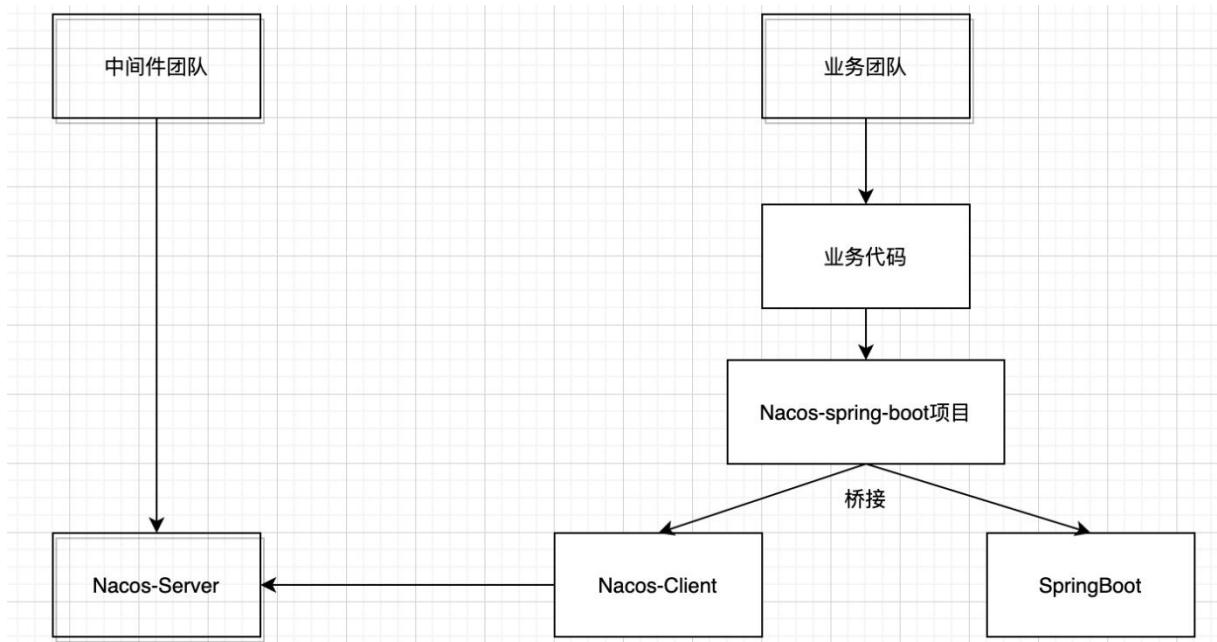 中间件团队
业务团队
业务代码
Nacos-spring-boot项目
桥接
Nacos-Server
Nacos-Client
SpringBoot